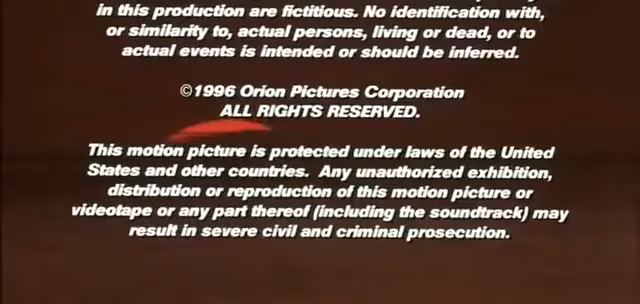 in this production are fictitious. No identification with,
or similarity to, actual persons, living or dead, or to
actual events is intended or should be inferred.
©1996 Orion Pictures Corporation
ALL RIGHTS RESERVED.
This motion picture is protected under laws of the United
States and other countries. Any unauthorized exhibition,
distribution or reproduction of this motion picture or
videotape or any part thereof (including the soundtrack) may
result in severe civil and criminal prosecution.